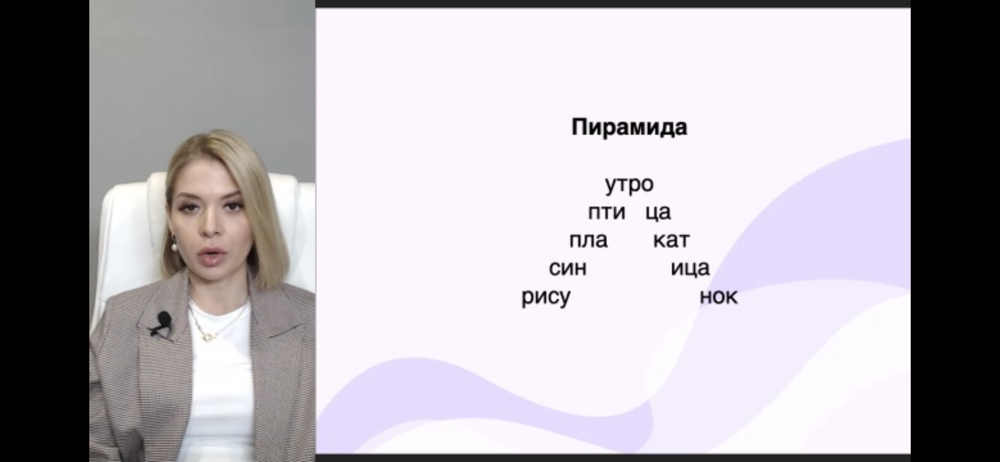 Пирамида
утро
пти ца
пла кат
син ица
рису нок